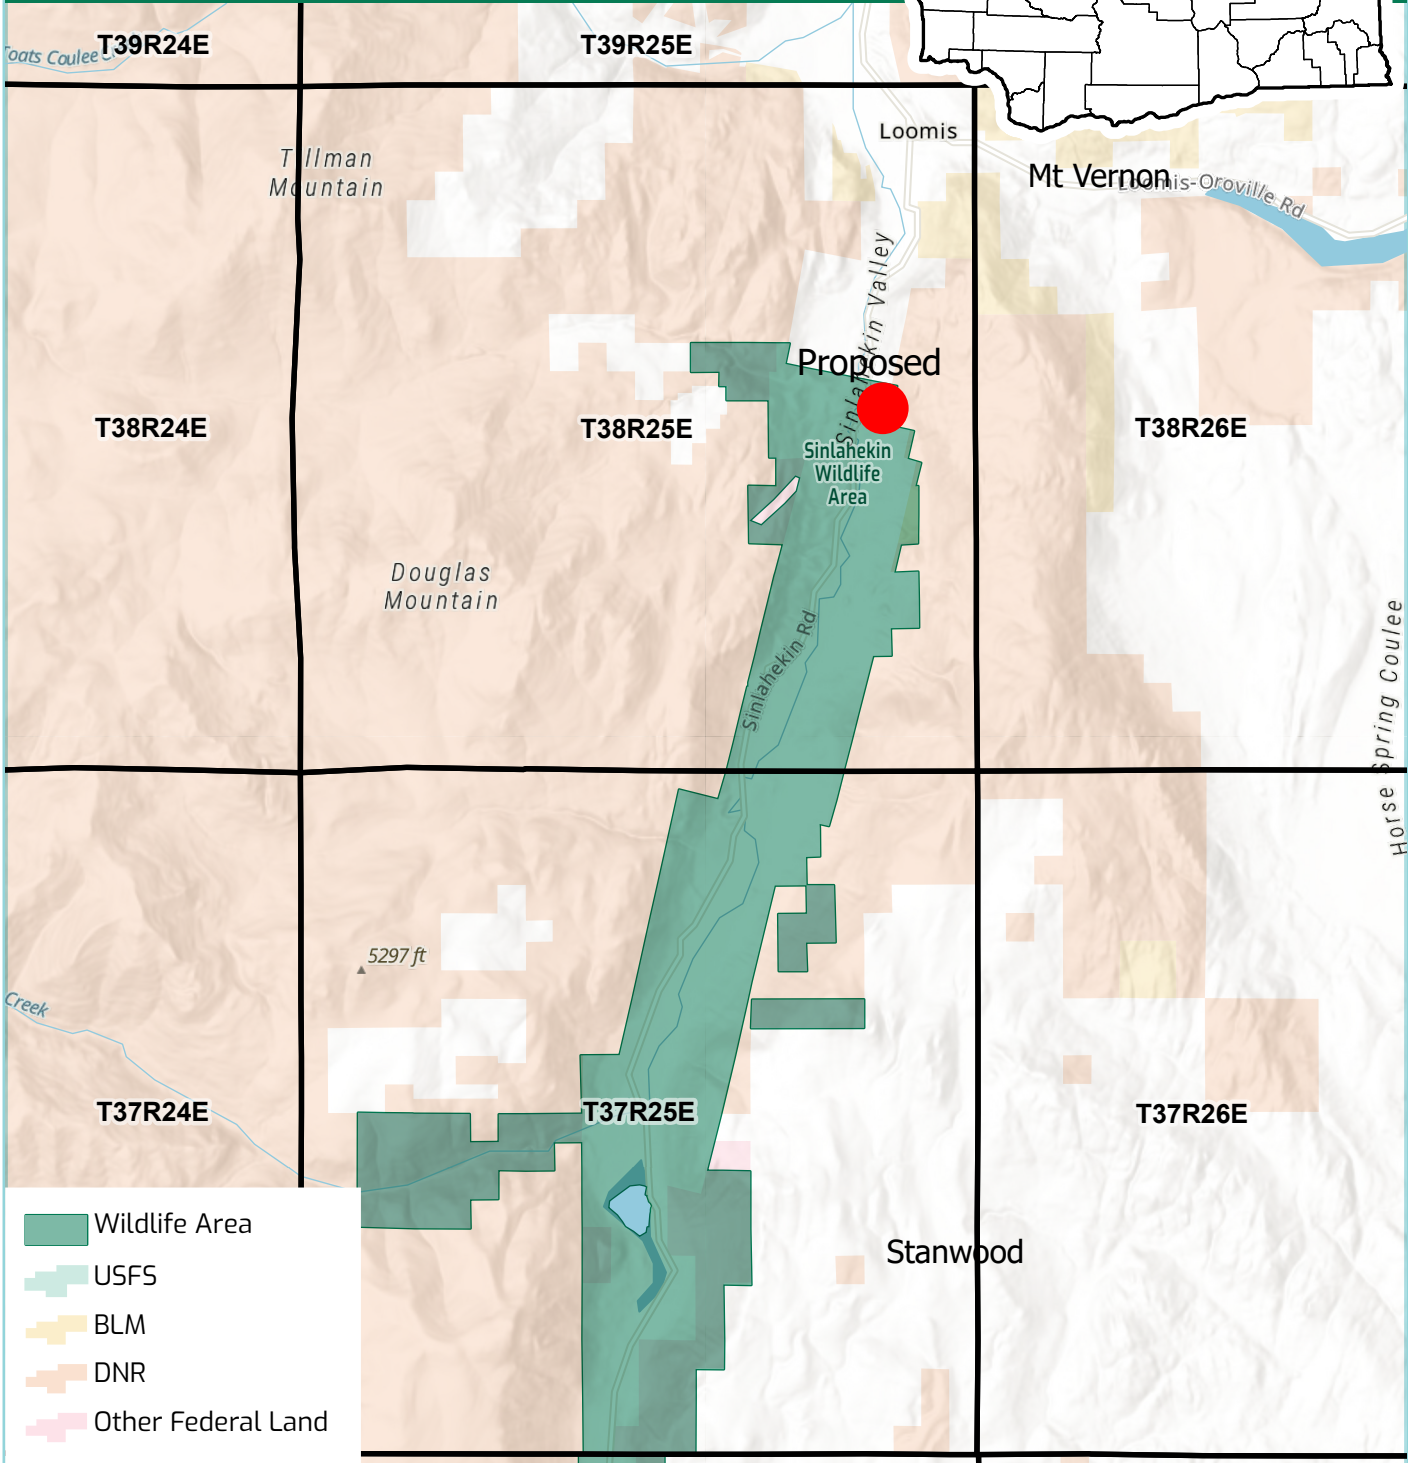 T39R24E
T39R25E
Toats Coulee C
Loomis
Tillman
Mountain
Mt Vernon
Loomis-Oroville Rd
Sinlahekin Valley
Proposed
T38R24E
T38R25E
T38R26E
Sinlahekin
Wildlife
Area
Douglas
Mountain
Sinlahekin Rd
Horse Spring Coulee
5297 ft
Creek
T37R24E
T37R25E
T37R26E
Stanwood
Wildlife Area
USFS
BLM
DNR
Other Federal Land